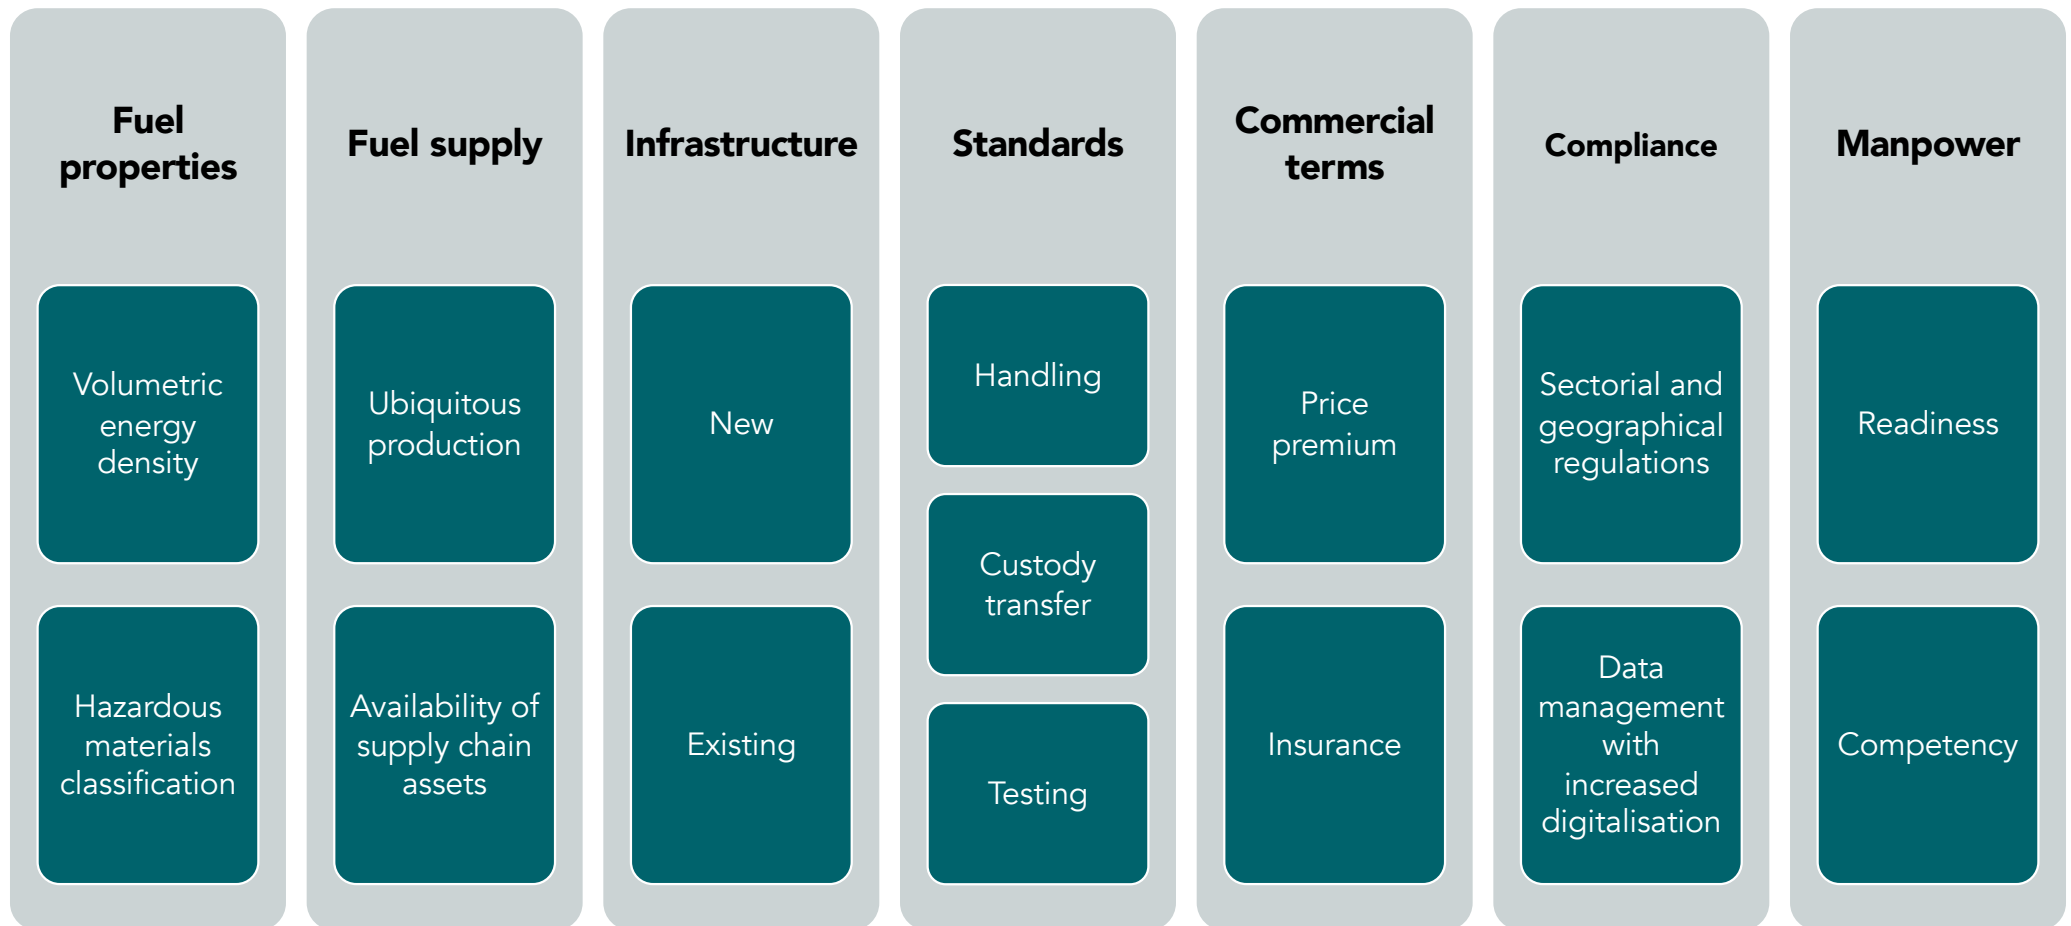 Fuel
properties
Volumetric
energy
density
Hazardous
materials
classification
Fuel supply
Ubiquitous
production
Availability of
supply chain
assets
Infrastructure
New
Existing
Standards
Handling
Custody
transfer
Testing
Commercial
terms
Price
premium
Insurance
Compliance
Sectorial and
geographical
regulations
Data
management
with
increased
digitalisation
Manpower
Readiness
Competency